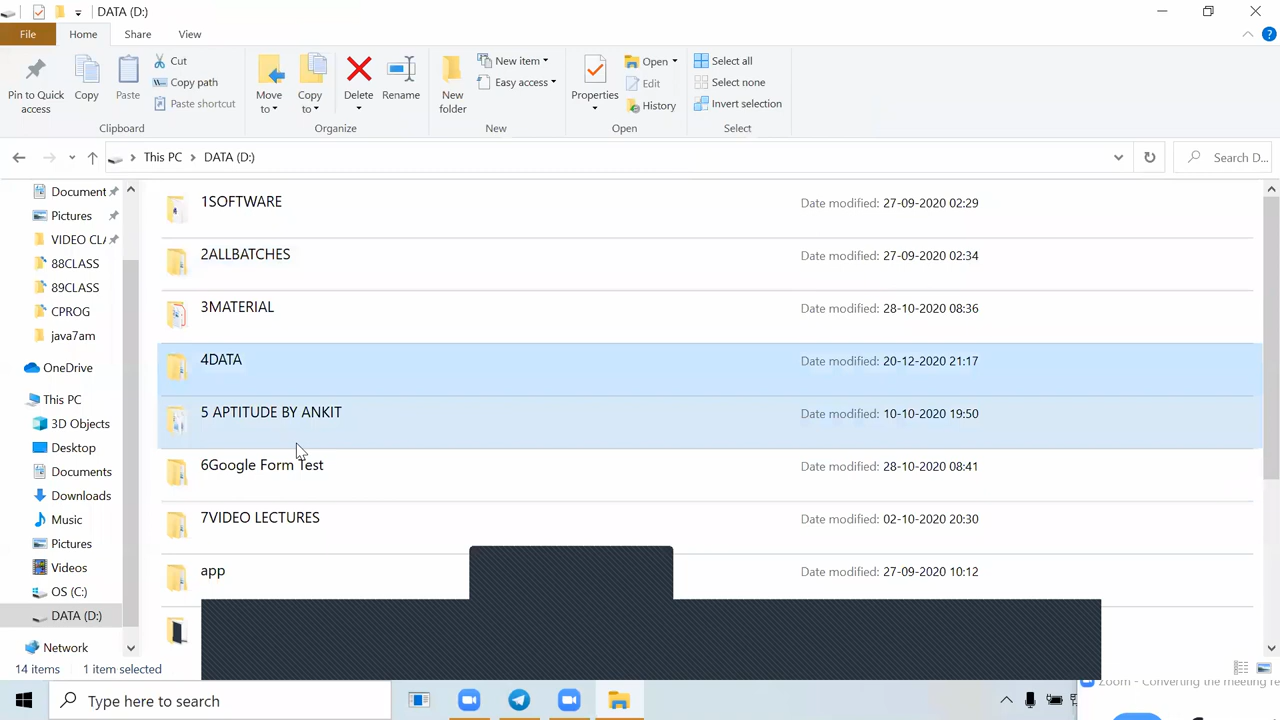 DATA (D:)
File Home Share View
Pin to Quick access
Copy
Paste
Cut
Copy path
Paste shortcut
Move to
Copy to
Delete
Rename
New folder
New item
Easy access
Properties
Open
Edit
History
Select all
Select none
Invert selection
Clipboard Organize New Open Select
This PC DATA (D:)
Search D...
Document
Pictures
VIDEO CL
88CLASS
89CLASS
CPROG
java7am
OneDrive
This PC
3D Objects
Desktop
Documents
Downloads
Music
Pictures
Videos
OS (C:)
DATA (D:)
Network
1SOFTWARE Date modified: 27-09-2020 02:29
2ALLBATCHES Date modified: 27-09-2020 02:34
3MATERIAL Date modified: 28-10-2020 08:36
4DATA Date modified: 20-12-2020 21:17
5 APTITUDE BY ANKIT Date modified: 10-10-2020 19:50
6Google Form Test Date modified: 28-10-2020 08:41
7VIDEO LECTURES Date modified: 02-10-2020 20:30
app Date modified: 27-09-2020 10:12
14 items 1 item selected
Type here to search
Zoom - Converting the meeting re